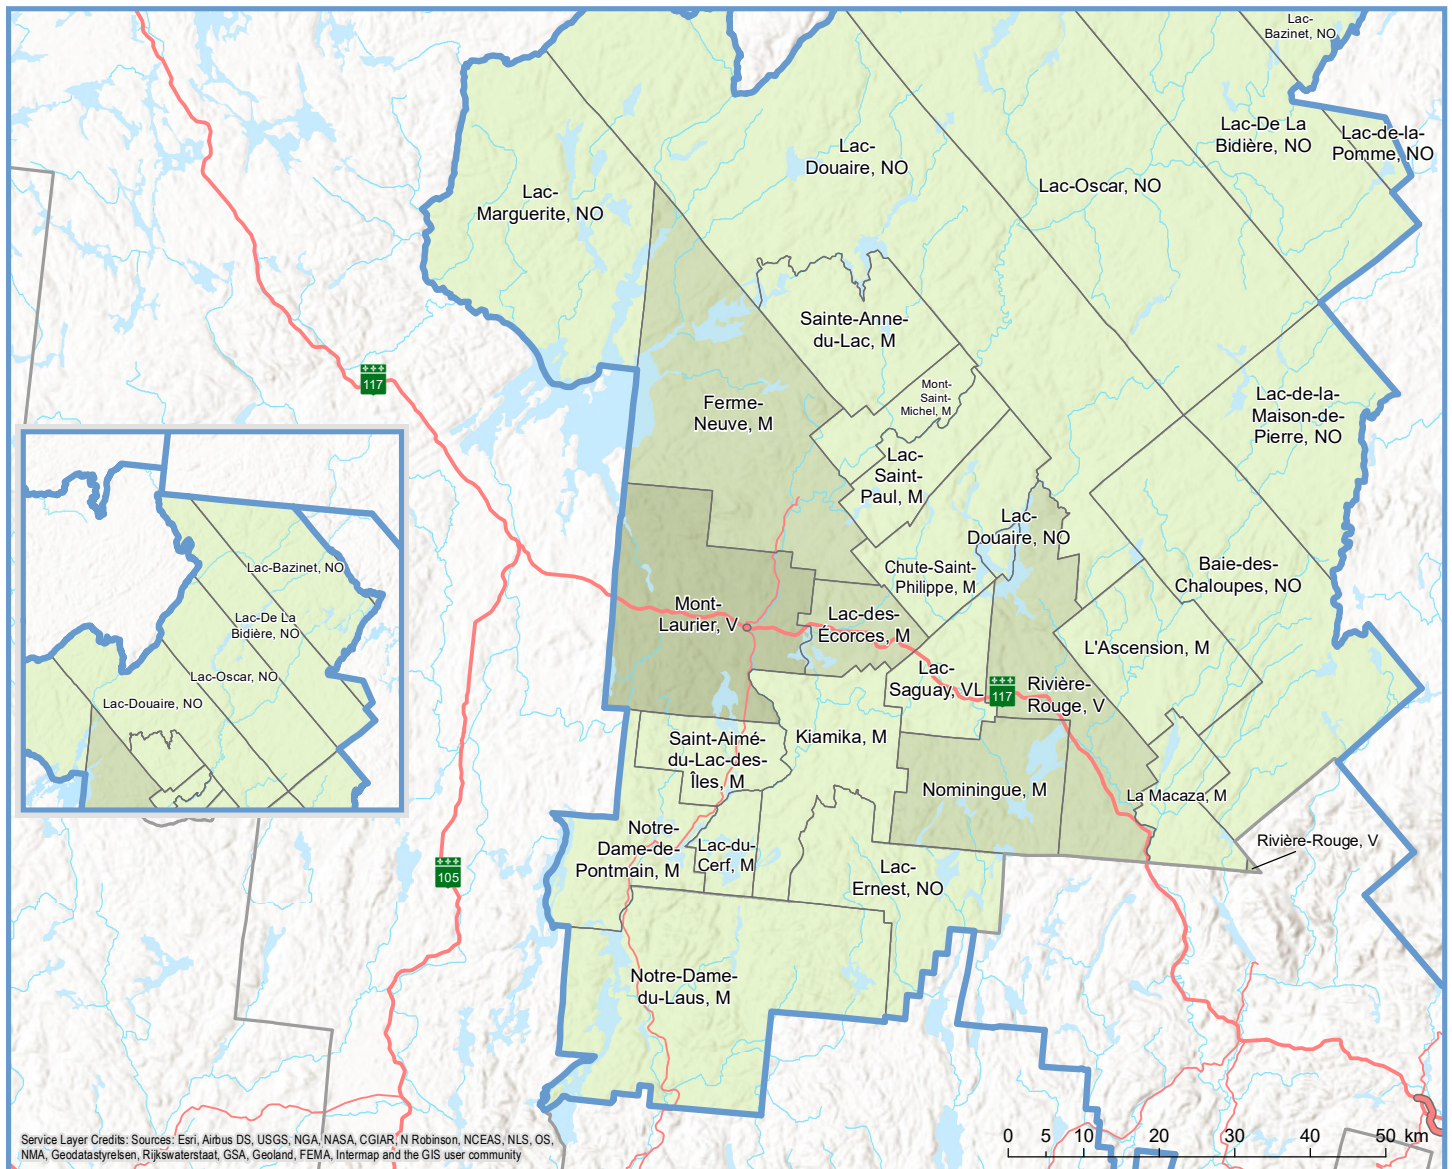 Lac-
Bazinet, NO
Lac-De La
Bidière, NO
Lac-de-la-
Pomme, NO
Lac-
Douaire, NO
Lac-Oscar, NO
Lac-
Marguerite, NO
Sainte-Anne-
du-Lac, M
117
Mont-
Saint-
Michel, M
Ferme-
Neuve, M
Lac-de-la-
Maison-de-
Pierre, NO
Lac-
Saint-
Paul, M
Lac-
Douaire, NO
Lac-Bazinet, NO
Lac-De La
Bidière, NO
Lac-Oscar, NO
Lac-Douaire, NO
Chute-Saint-
Philippe, M
Baie-des-
Chaloupes, NO
Mont-
Laurier, V
Lac-des-
Écorces, M
L'Ascension, M
Lac-
Saguay, VL
117
Rivière-
Rouge, V
Saint-Aimé-
du-Lac-des-
Îles, M
Kiamika, M
Nominingue, M
La Macaza, M
Notre-
Dame-de-
Pontmain, M
Lac-du-
Cerf, M
Rivière-Rouge, V
105
Lac-
Ernest, NO
Notre-Dame-
du-Laus, M
Service Layer Credits: Sources: Esri, Airbus DS, USGS, NGA, NASA, CGIAR, N Robinson, NCEAS, NLS, OS,
NMA, Geodatastyrelsen, Rijkswaterstaat, GSA, Geoland, FEMA, Intermap and the GIS user community
0 5 10 20 30 40 50 km